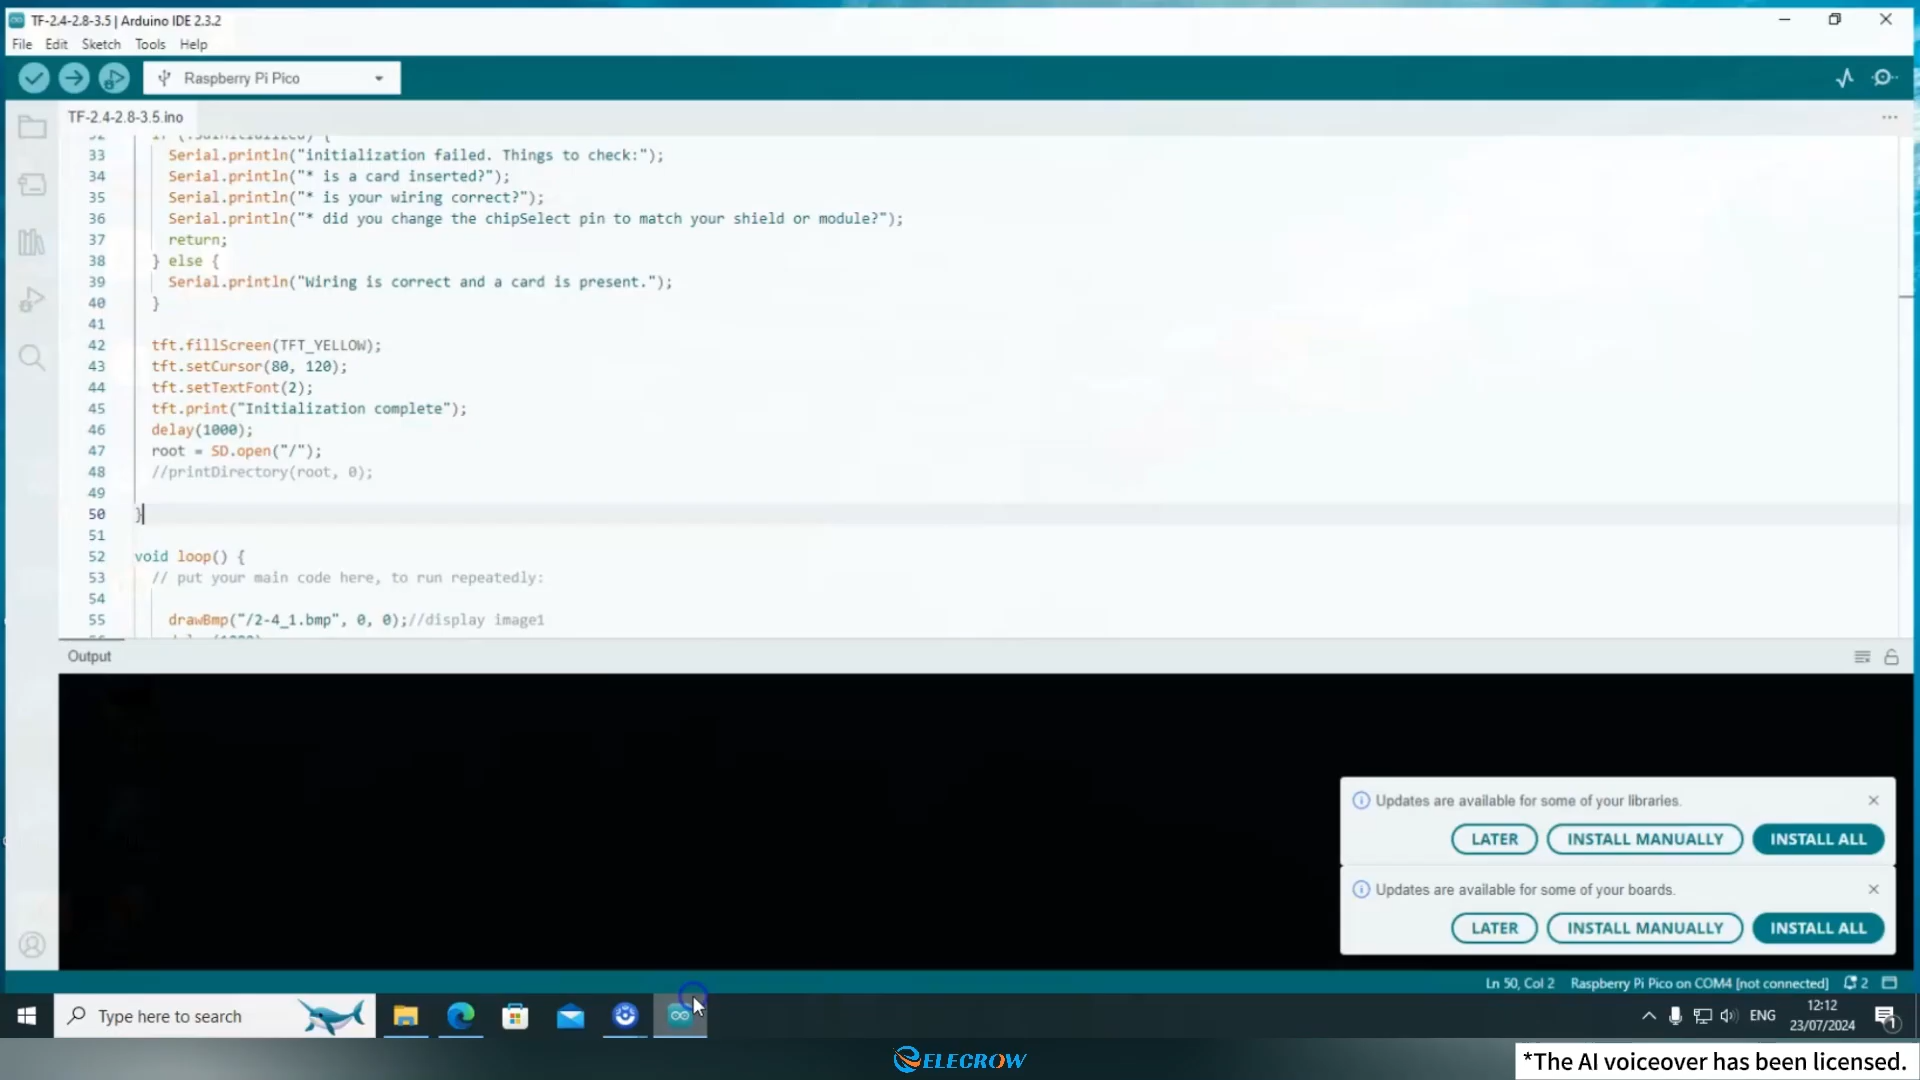 TF-2.4-2.8-3.5 | Arduino IDE 2.3.2
File Edit Sketch Tools Help
Raspberry Pi Pico
TF-2.4-2.8-3.5.ino
33 Serial.println("initialization failed. Things to check:");
34 Serial.println("* is a card inserted?");
35 Serial.println("* is your wiring correct?");
36 Serial.println("* did you change the chipSelect pin to match your shield or module?");
37 return;
38 } else {
39 Serial.println("Wiring is correct and a card is present.");
40 }
41
42 tft.fillScreen(TFT_YELLOW);
43 tft.setCursor(80, 120);
44 tft.setTextFont(2);
45 tft.print("Initialization complete");
46 delay(1000);
47 root = SD.open("/");
48 //printDirectory(root, 0);
49
50 }
51
52 void loop() {
53 // put your main code here, to run repeatedly:
54
55 drawBmp("/2-4_1.bmp", 0, 0);//display image1
Output
Updates are available for some of your libraries.
LATER INSTALL MANUALLY INSTALL ALL
Updates are available for some of your boards.
LATER INSTALL MANUALLY INSTALL ALL
Ln 50, Col 2 Raspberry Pi Pico on COM4 [not connected] 2
Type here to search
ENG
12:12
23/07/2024
1
ELECROW
*The AI voiceover has been licensed.